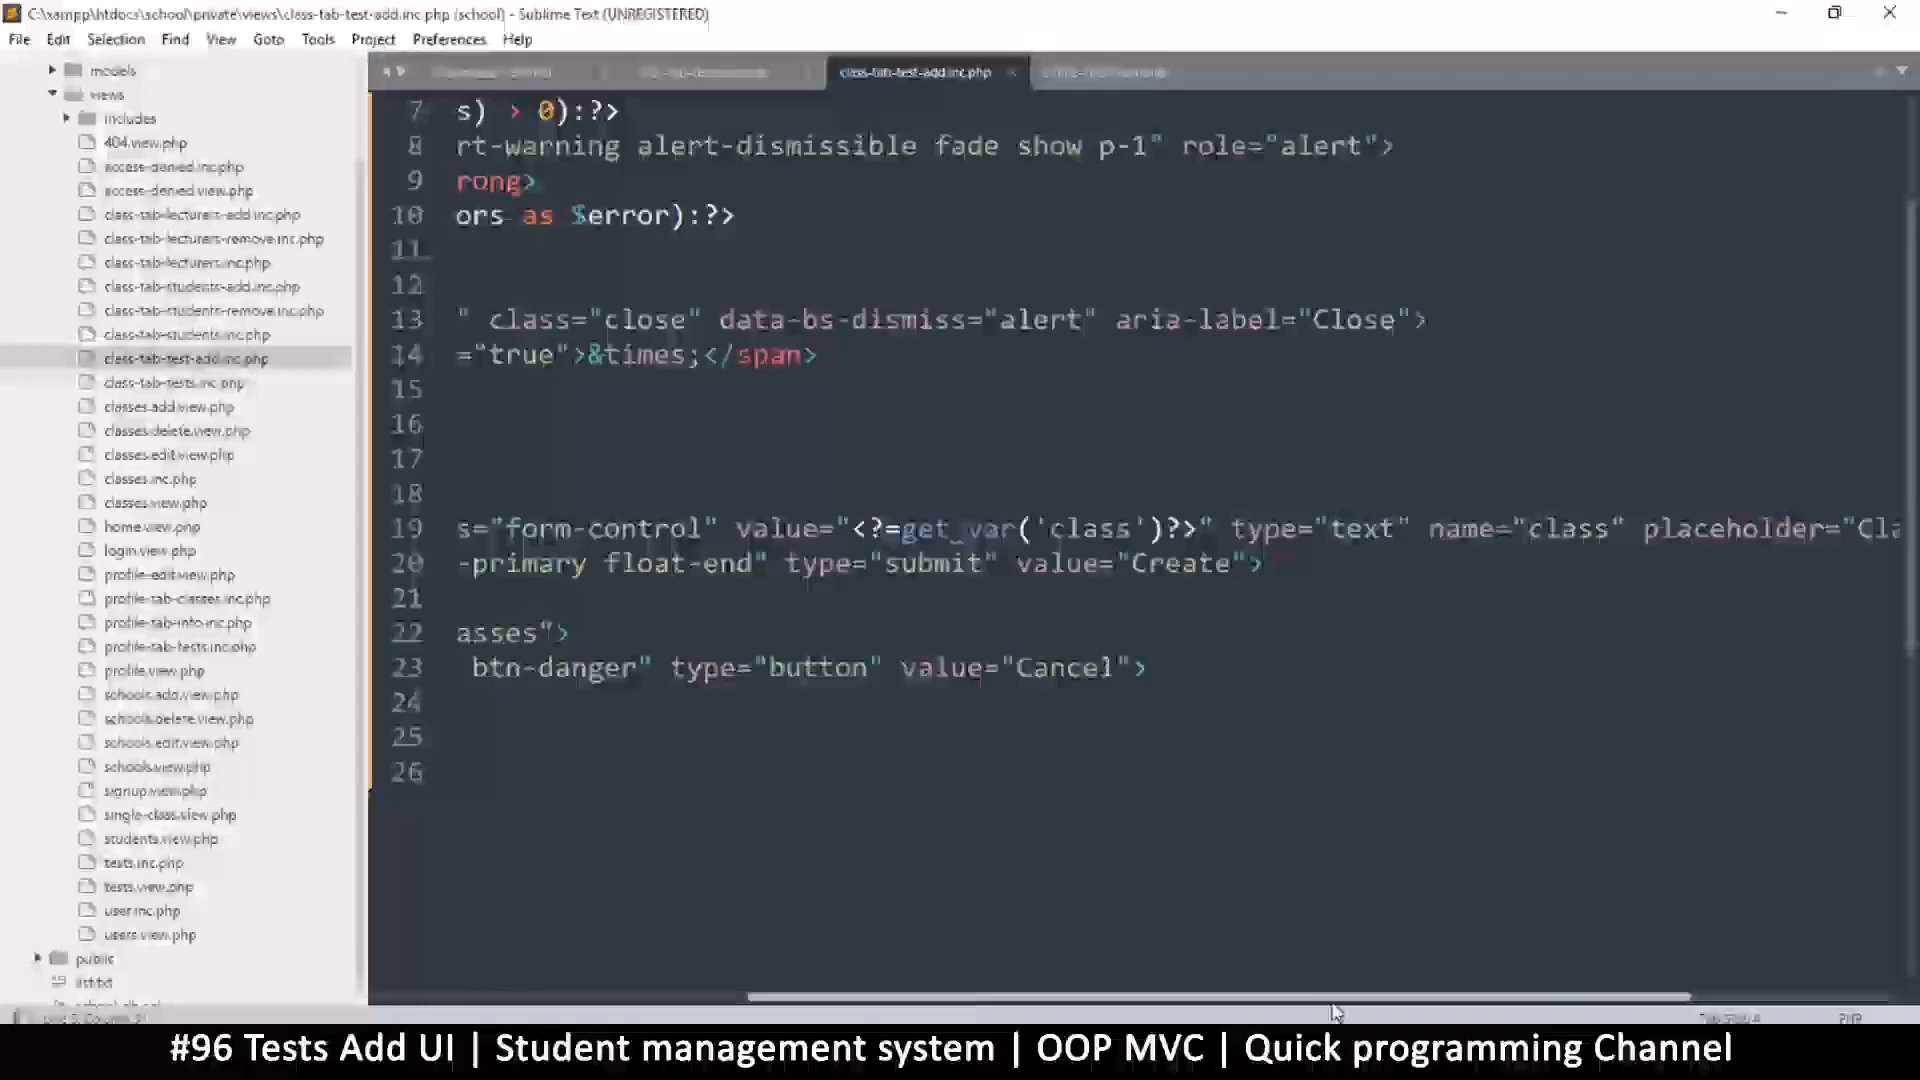 C:\xampp\htdocs\school\private\views\class-tab-test-add.inc.php (school) - Sublime Text (UNREGISTERED)
File Edit Selection Find View Goto Tools Project Preferences Help
models
views
includes
404.view.php
access-denied.inc.php
access-denied.view.php
class-tab-lecturers-add.inc.php
class-tab-lecturers-remove.inc.php
class-tab-lecturers.inc.php
class-tab-students-add.inc.php
class-tab-students-remove.inc.php
class-tab-students.inc.php
class-tab-test-add.inc.php
class-tab-tests.inc.php
classes.add.view.php
classes.delete.view.php
classes.edit.view.php
classes.inc.php
classes.view.php
home.view.php
login.view.php
profile-edit.view.php
profile-tab-classes.inc.php
profile-tab-info.inc.php
profile-tab-tests.inc.php
profile.view.php
schools.add.view.php
schools.delete.view.php
schools.edit.view.php
schools.view.php
signup.view.php
single-class.view.php
students.view.php
tests.inc.php
tests.view.php
user.inc.php
users.view.php
public
list.txt
class-tab-test-add.inc.php
7 s) > 0):?>
8 rt-warning alert-dismissible fade show p-1" role="alert">
9 rong>
10 ors as $error):?>
11
12
13 " class="close" data-bs-dismiss="alert" aria-label="Close">
14 ="true">&times;</span>
15
16
17
18
19 s="form-control" value="<?=get_var('class')?>" type="text" name="class" placeholder="Cla
20 -primary float-end" type="submit" value="Create">
21
22 asses">
23 btn-danger" type="button" value="Cancel">
24
25
26
PHP
#96 Tests Add UI | Student management system | OOP MVC | Quick programming Channel